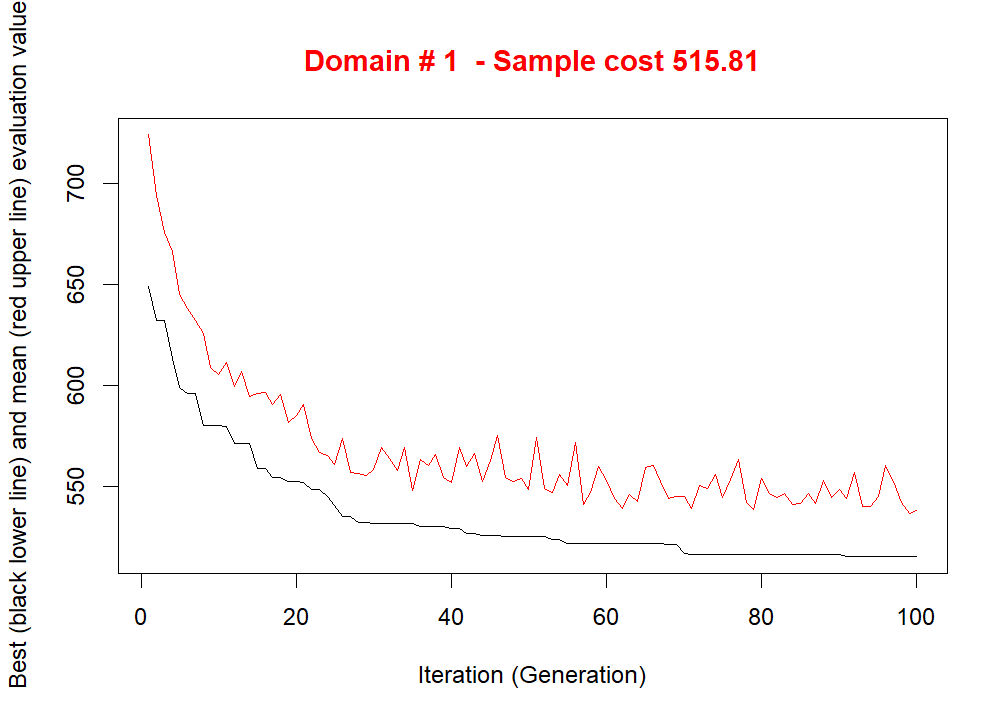 Domain # 1  - Sample cost 515.81
Best (black lower line) and mean (red upper line) evaluation value
700
650
600
550
0 20 40 60 80 100
Iteration (Generation)